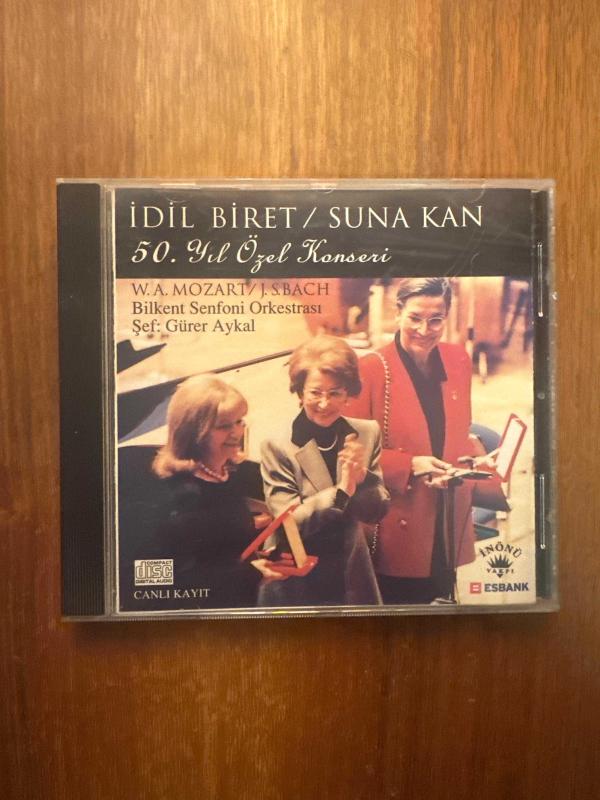 İDİL BİRET / SUNA KAN
50. Yıl Özel Konseri
W. A. MOZART / J. S. BACH
Bilkent Senfoni Orkestrası
Şef: Gürer Aykal
COMPACT
disc
DIGITAL AUDIO
CANLI KAYIT
İNÖNÜ
VAKFI
ESBANK